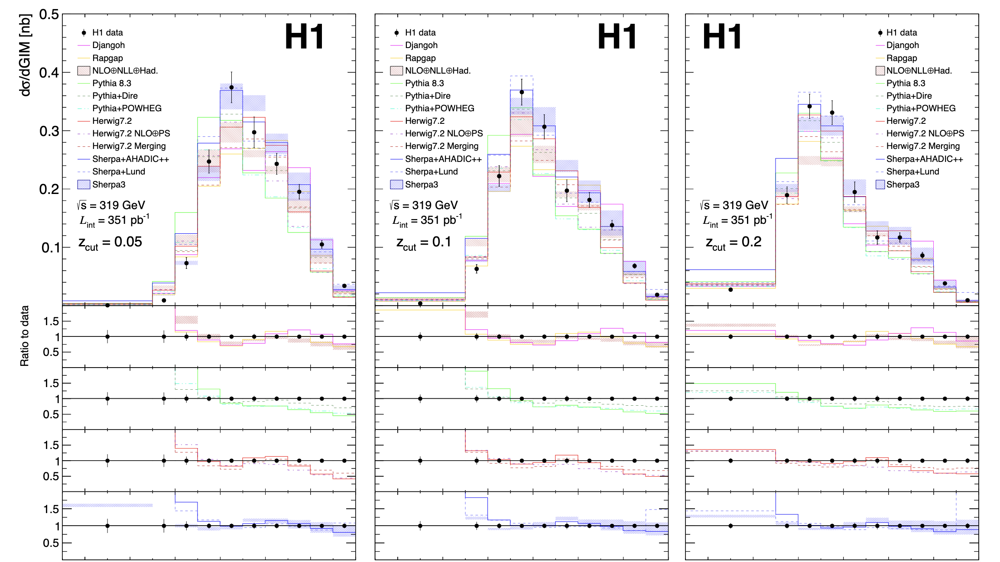 dσ/dGIM [nb]
0.5
0.4
0.3
0.2
0.1
H1
H1 data
Djangoh
Rapgap
NLO⊕NLL⊕Had.
Pythia 8.3
Pythia+Dire
Pythia+POWHEG
Herwig7.2
Herwig7.2 NLO⊕PS
Herwig7.2 Merging
Sherpa+AHADIC++
Sherpa+Lund
Sherpa3
√s = 319 GeV
L_int = 351 pb⁻¹
z_cut = 0.05
H1
H1 data
Djangoh
Rapgap
NLO⊕NLL⊕Had.
Pythia 8.3
Pythia+Dire
Pythia+POWHEG
Herwig7.2
Herwig7.2 NLO⊕PS
Herwig7.2 Merging
Sherpa+AHADIC++
Sherpa+Lund
Sherpa3
√s = 319 GeV
L_int = 351 pb⁻¹
z_cut = 0.1
H1
H1 data
Djangoh
Rapgap
NLO⊕NLL⊕Had.
Pythia 8.3
Pythia+Dire
Pythia+POWHEG
Herwig7.2
Herwig7.2 NLO⊕PS
Herwig7.2 Merging
Sherpa+AHADIC++
Sherpa+Lund
Sherpa3
√s = 319 GeV
L_int = 351 pb⁻¹
z_cut = 0.2
Ratio to data
1.5
1
0.5
1.5
1
0.5
1.5
1
0.5
1.5
1
0.5